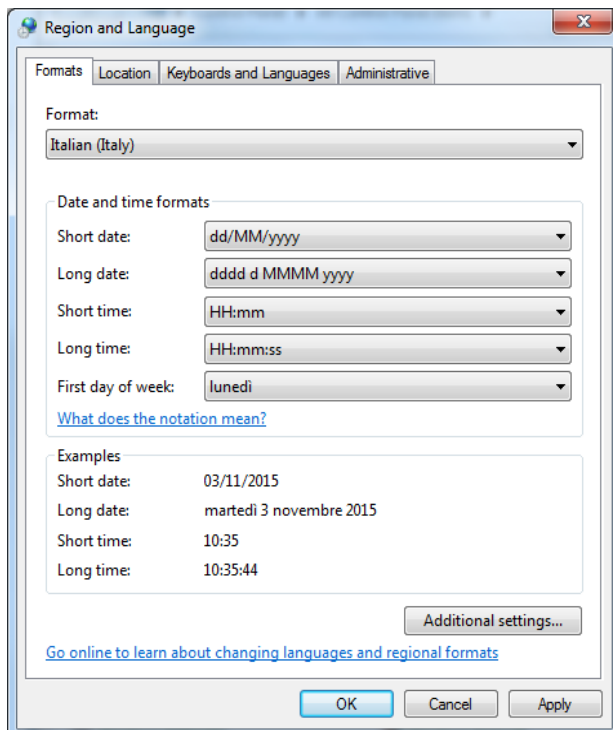 Region and Language
Formats Location Keyboards and Languages Administrative
Format:
Italian (Italy)
Date and time formats
Short date: dd/MM/yyyy
Long date: dddd d MMMM yyyy
Short time: HH:mm
Long time: HH:mm:ss
First day of week: lunedì
What does the notation mean?
Examples
Short date: 03/11/2015
Long date: martedì 3 novembre 2015
Short time: 10:35
Long time: 10:35:44
Additional settings...
Go online to learn about changing languages and regional formats
OK Cancel Apply